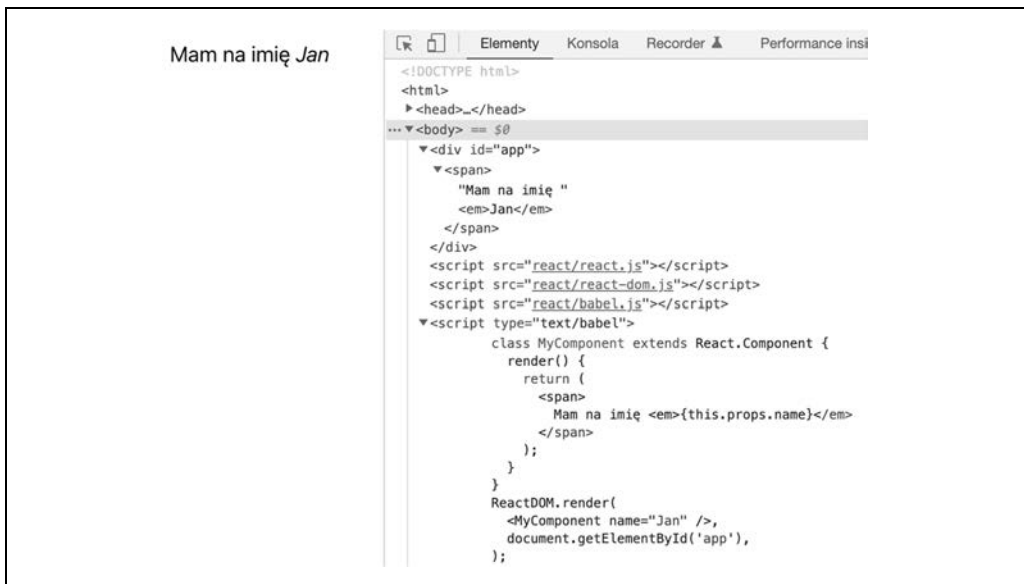 Mam na imię Jan
Elementy Konsola Recorder Performance insi
<!DOCTYPE html>
<html>
▶<head>…</head>
… ▼<body> == $0
▼<div id="app">
▼<span>
"Mam na imię "
<em>Jan</em>
</span>
</div>
<script src="react/react.js"></script>
<script src="react/react-dom.js"></script>
<script src="react/babel.js"></script>
▼<script type="text/babel">
class MyComponent extends React.Component {
render() {
return (
<span>
Mam na imię <em>{this.props.name}</em>
</span>
);
}
}
ReactDOM.render(
<MyComponent name="Jan" />,
document.getElementById('app'),
);